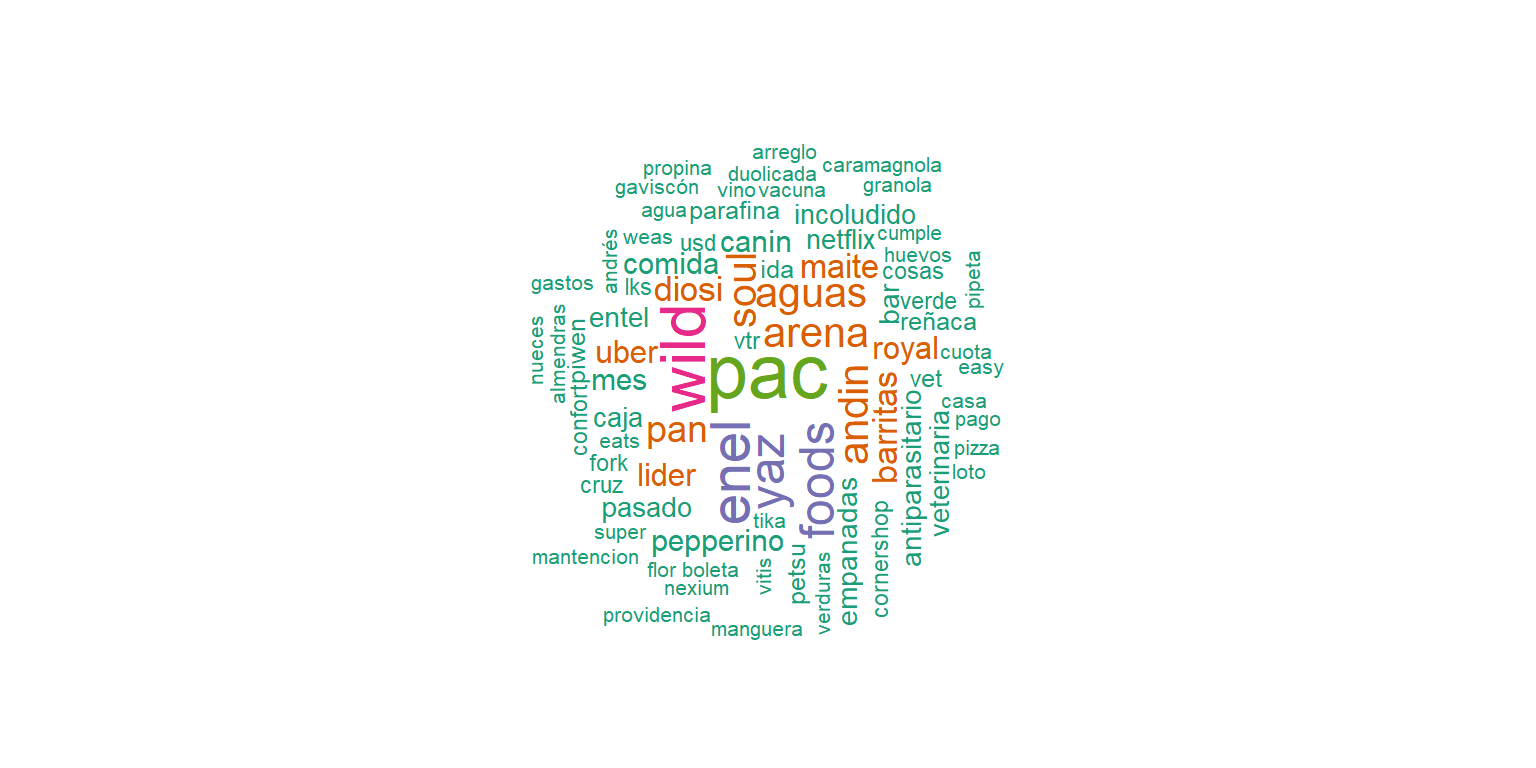 arreglo
propina
duolicada
caramagnola
gaviscón
vino
vacuna
granola
agua
parafina
incoludido
andrés
weas
usd
canin
netflix
cumple
gastos
lks
comida
diosi
soul
ida
maite
aguas
huevos
cosas
pipeta
bar
verde
reñaca
nueces
almendras
entel
wild
vtr
arena
royal
cuota
easy
confortpiwen
uber
-mes
pac
andin
barritas
vet
casa
pago
caja
eats
pan
antiparasitario
veterinaria
pizza
loto
fork
cruz
lider
enel
yaz
foods
pasado
tika
super
pepperino
mantencion
flor
boleta
nexium
vitis
petsu
verduras
empanadas
cornershop
providencia
manguera